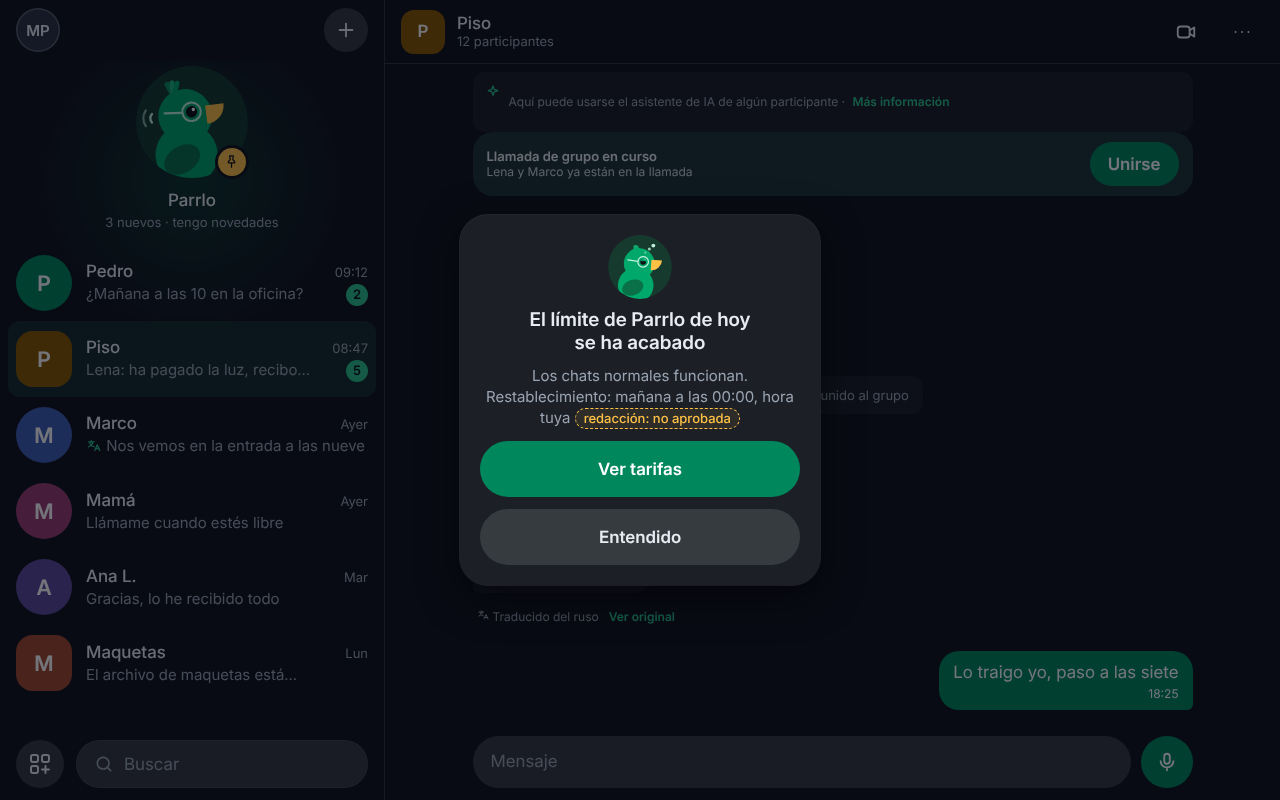 MP
Parrlo
3 nuevos · tengo novedades
P
Pedro
09:12
¿Mañana a las 10 en la oficina?
2
P
Piso
08:47
Lena: ha pagado la luz, recibo...
5
M
Marco
Ayer
Nos vemos en la entrada a las nueve
M
Mamá
Ayer
Llámame cuando estés libre
A
Ana L.
Mar
Gracias, lo he recibido todo
M
Maquetas
Lun
El archivo de maquetas está...
Buscar
P
Piso
12 participantes
Aquí puede usarse el asistente de IA de algún participante · Más información
Llamada de grupo en curso
Lena y Marco ya están en la llamada
Unirse
El límite de Parrlo de hoy
se ha acabado
Los chats normales funcionan.
Restablecimiento: mañana a las 00:00, hora
tuya redacción: no aprobada
Ver tarifas
Entendido
unido al grupo
Traducido del ruso Ver original
Lo traigo yo, paso a las siete
18:25
Mensaje